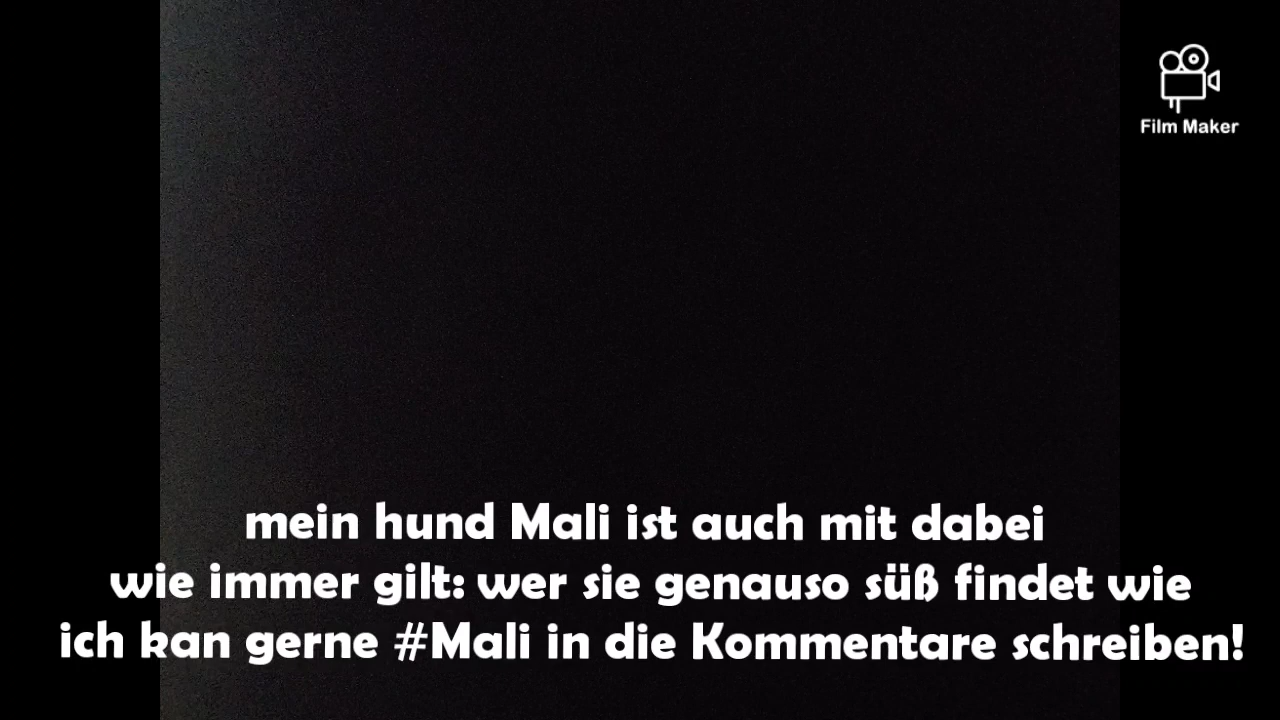 Film Maker
mein hund Mali ist auch mit dabei
wie immer gilt: wer sie genauso süß findet wie
ich kan gerne #Mali in die Kommentare schreiben!